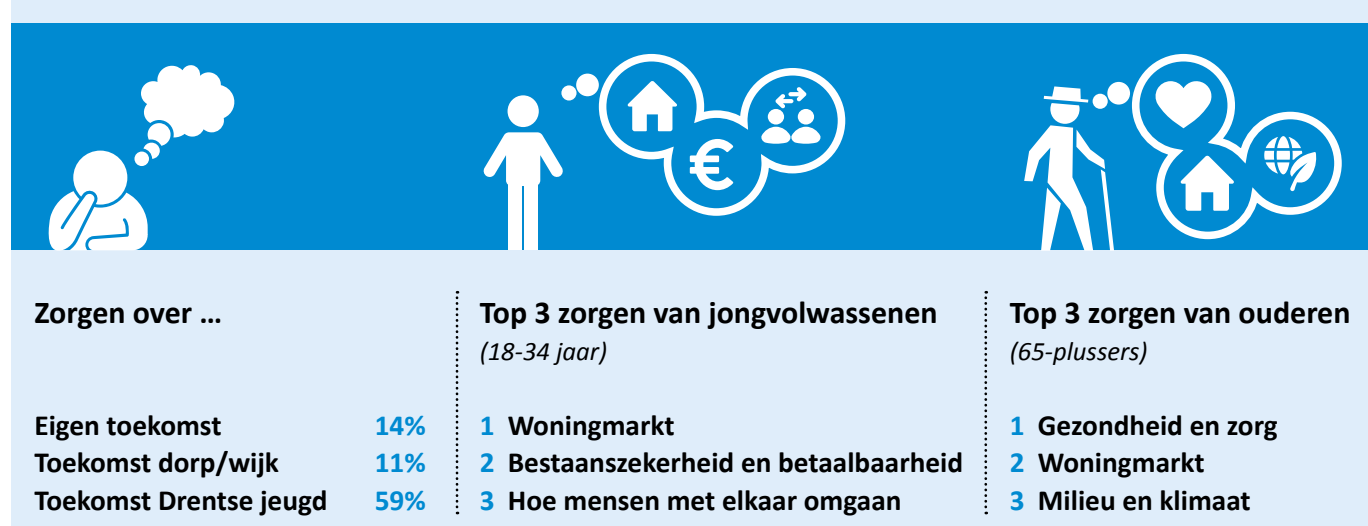 Zorgen over ...
Eigen toekomst 14%
Toekomst dorp/wijk 11%
Toekomst Drentse jeugd 59%
Top 3 zorgen van jongvolwassenen
(18-34 jaar)
1 Woningmarkt
2 Bestaanszekerheid en betaalbaarheid
3 Hoe mensen met elkaar omgaan
Top 3 zorgen van ouderen
(65-plussers)
1 Gezondheid en zorg
2 Woningmarkt
3 Milieu en klimaat
€